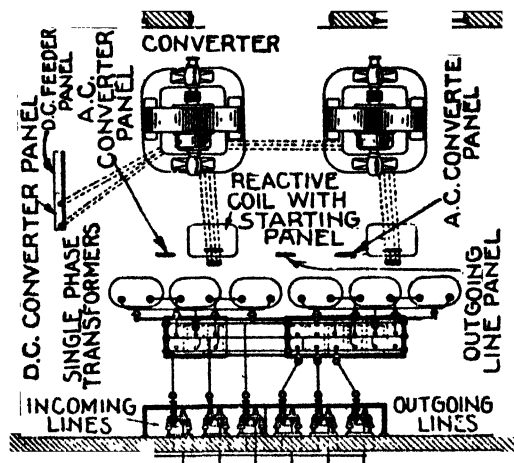 CONVERTER
D.C. CONVERTER PANEL
D.C. FEEDER
PANEL
A.C.
CONVERTER
PANEL
A.C. CONVERTE
PANEL
REACTIVE
COIL WITH
STARTING
PANEL
SINGLE PHASE
TRANSFORMERS
OUTGOING
LINE PANEL
INCOMING
LINES
OUTGOING
LINES